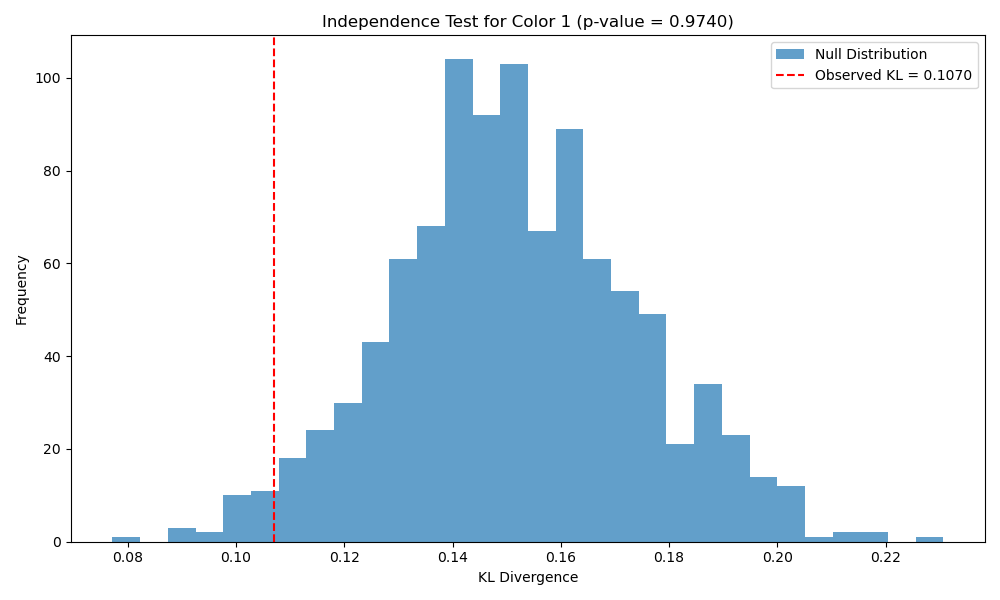 Independence Test for Color 1 (p-value = 0.9740)
Null Distribution
Observed KL = 0.1070
100
80
60
40
20
0
Frequency
0.08 0.10 0.12 0.14 0.16 0.18 0.20 0.22
KL Divergence